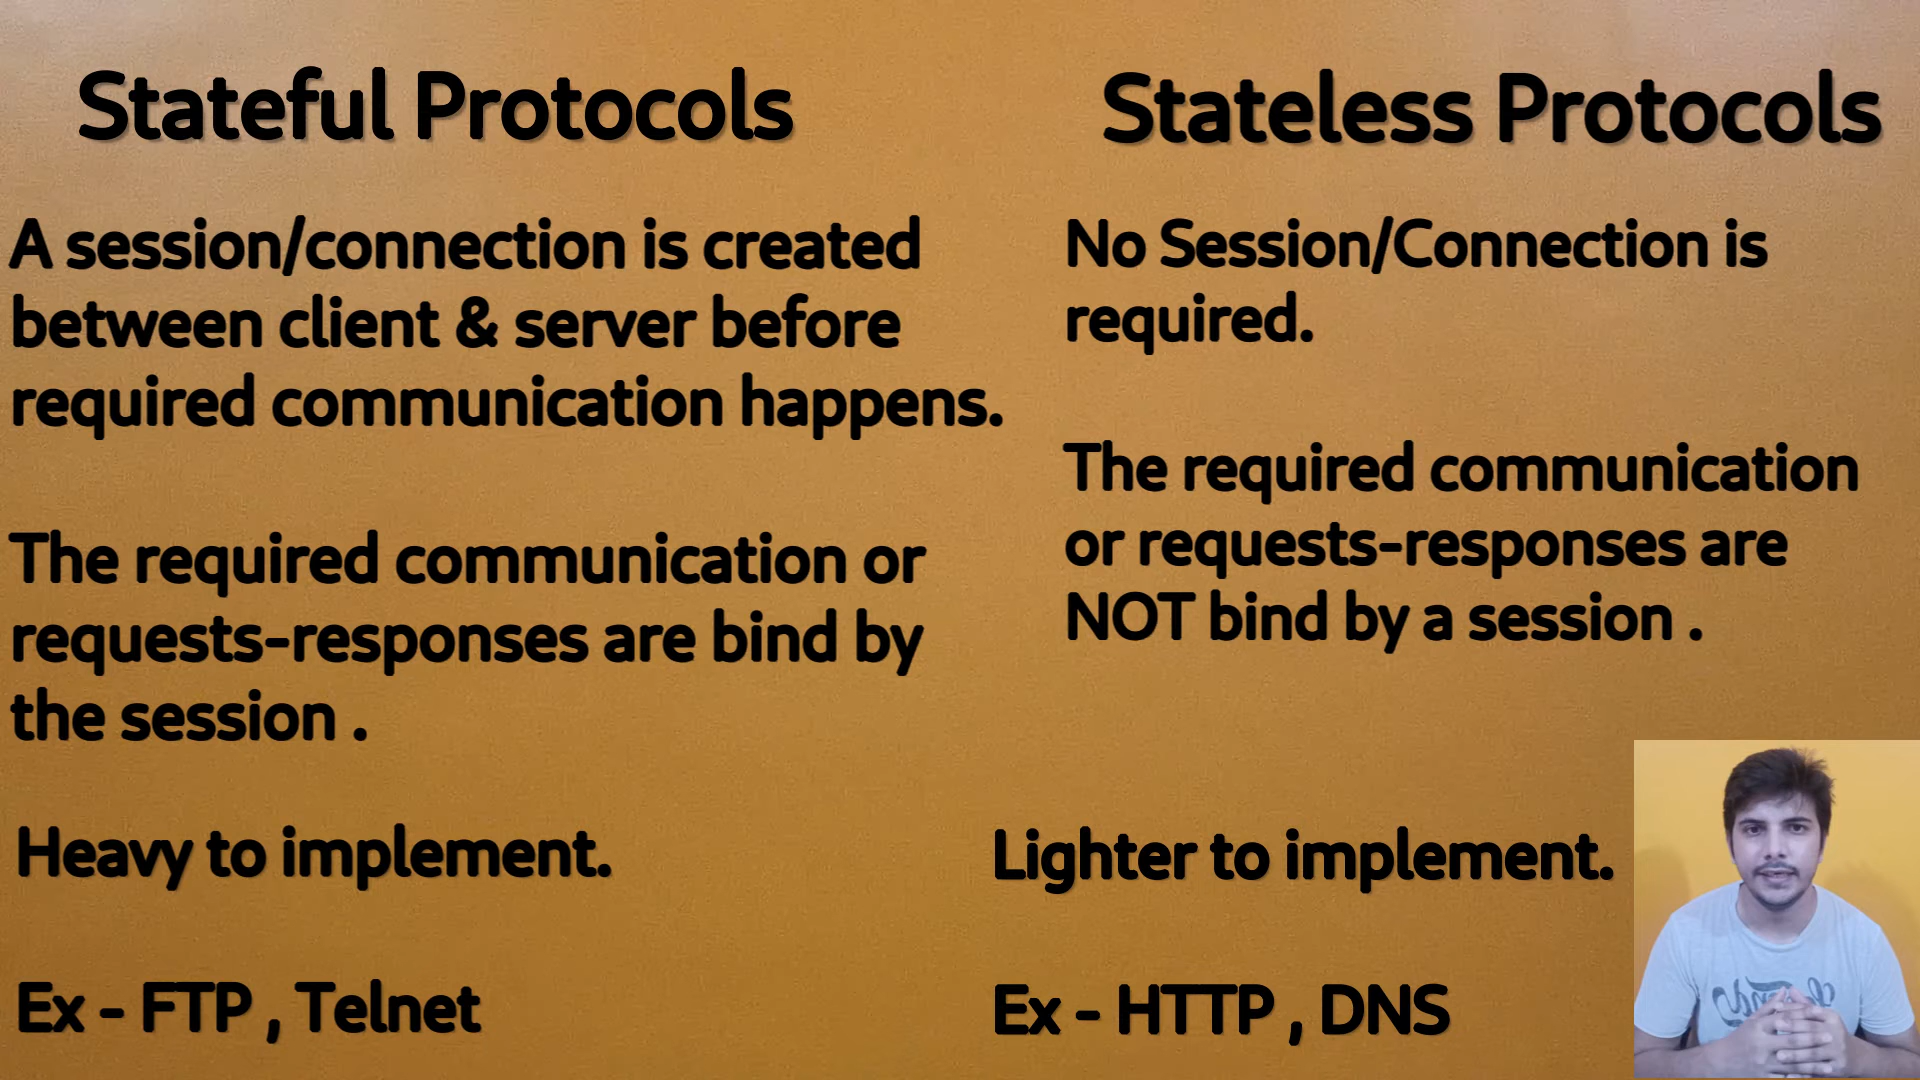 Stateful Protocols
A session/connection is created
between client & server before
required communication happens.
The required communication or
requests-responses are bind by
the session .
Heavy to implement.
Ex - FTP , Telnet
Stateless Protocols
No Session/Connection is
required.
The required communication
or requests-responses are
NOT bind by a session .
Lighter to implement.
Ex - HTTP , DNS